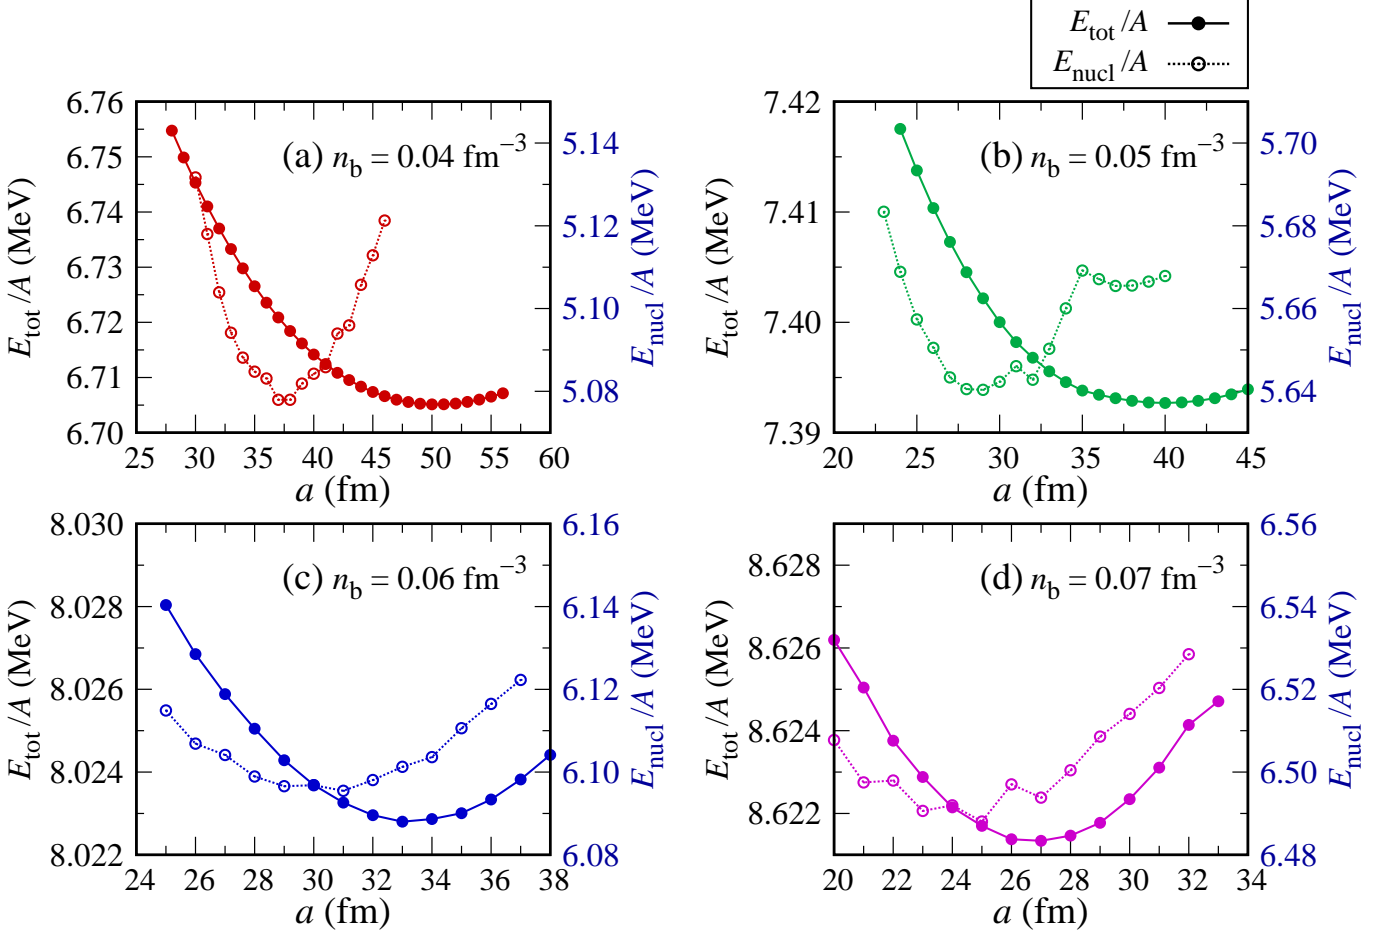 E_tot /A
E_nucl /A
(a) n_b = 0.04 fm^−3
6.76
6.75
6.74
6.73
6.72
6.71
6.70
E_tot /A (MeV)
5.14
5.12
5.10
5.08
E_nucl /A (MeV)
25 30 35 40 45 50 55 60
a (fm)
(b) n_b = 0.05 fm^−3
7.42
7.41
7.40
7.39
E_tot /A (MeV)
5.70
5.68
5.66
5.64
E_nucl /A (MeV)
20 25 30 35 40 45
a (fm)
(c) n_b = 0.06 fm^−3
8.030
8.028
8.026
8.024
8.022
E_tot /A (MeV)
6.16
6.14
6.12
6.10
6.08
E_nucl /A (MeV)
24 26 28 30 32 34 36 38
a (fm)
(d) n_b = 0.07 fm^−3
8.628
8.626
8.624
8.622
E_tot /A (MeV)
6.56
6.54
6.52
6.50
6.48
E_nucl /A (MeV)
20 22 24 26 28 30 32 34
a (fm)